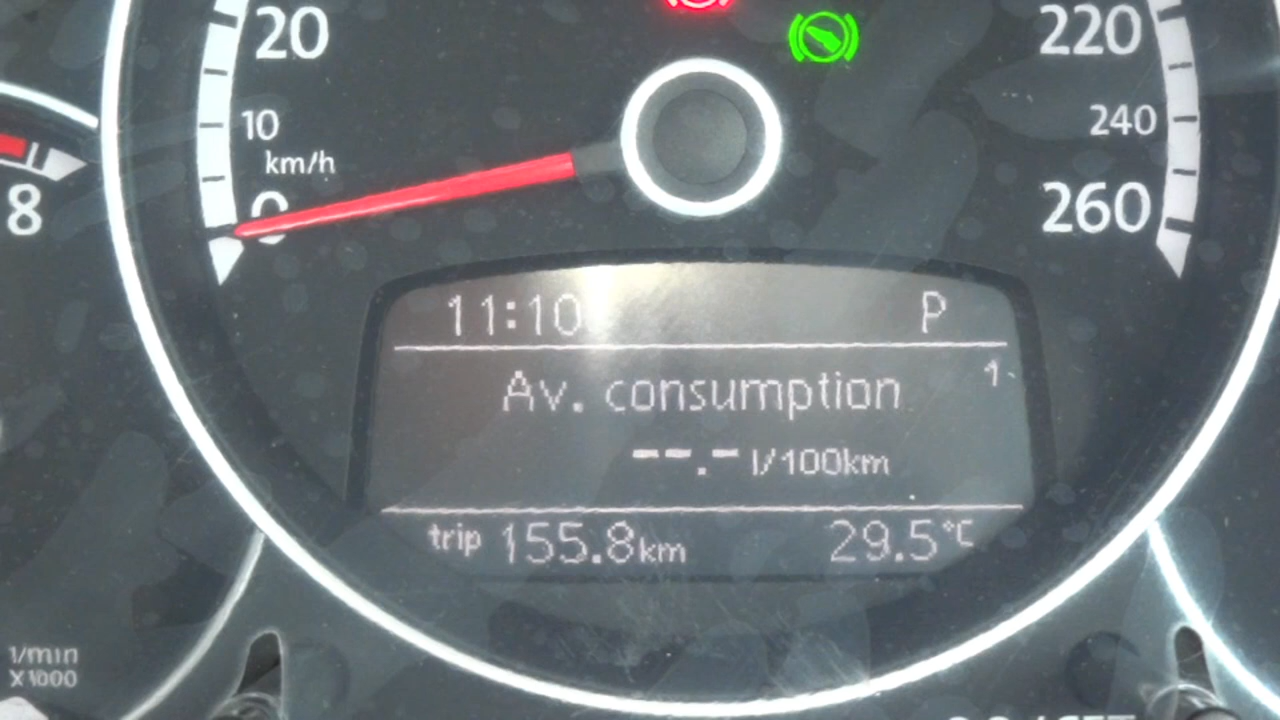 20
220
10
240
km/h
8
0
260
11:10 P
1
Av. consumption
--.- l/100km
trip 155.8km 29.5°C
1/min
X1000